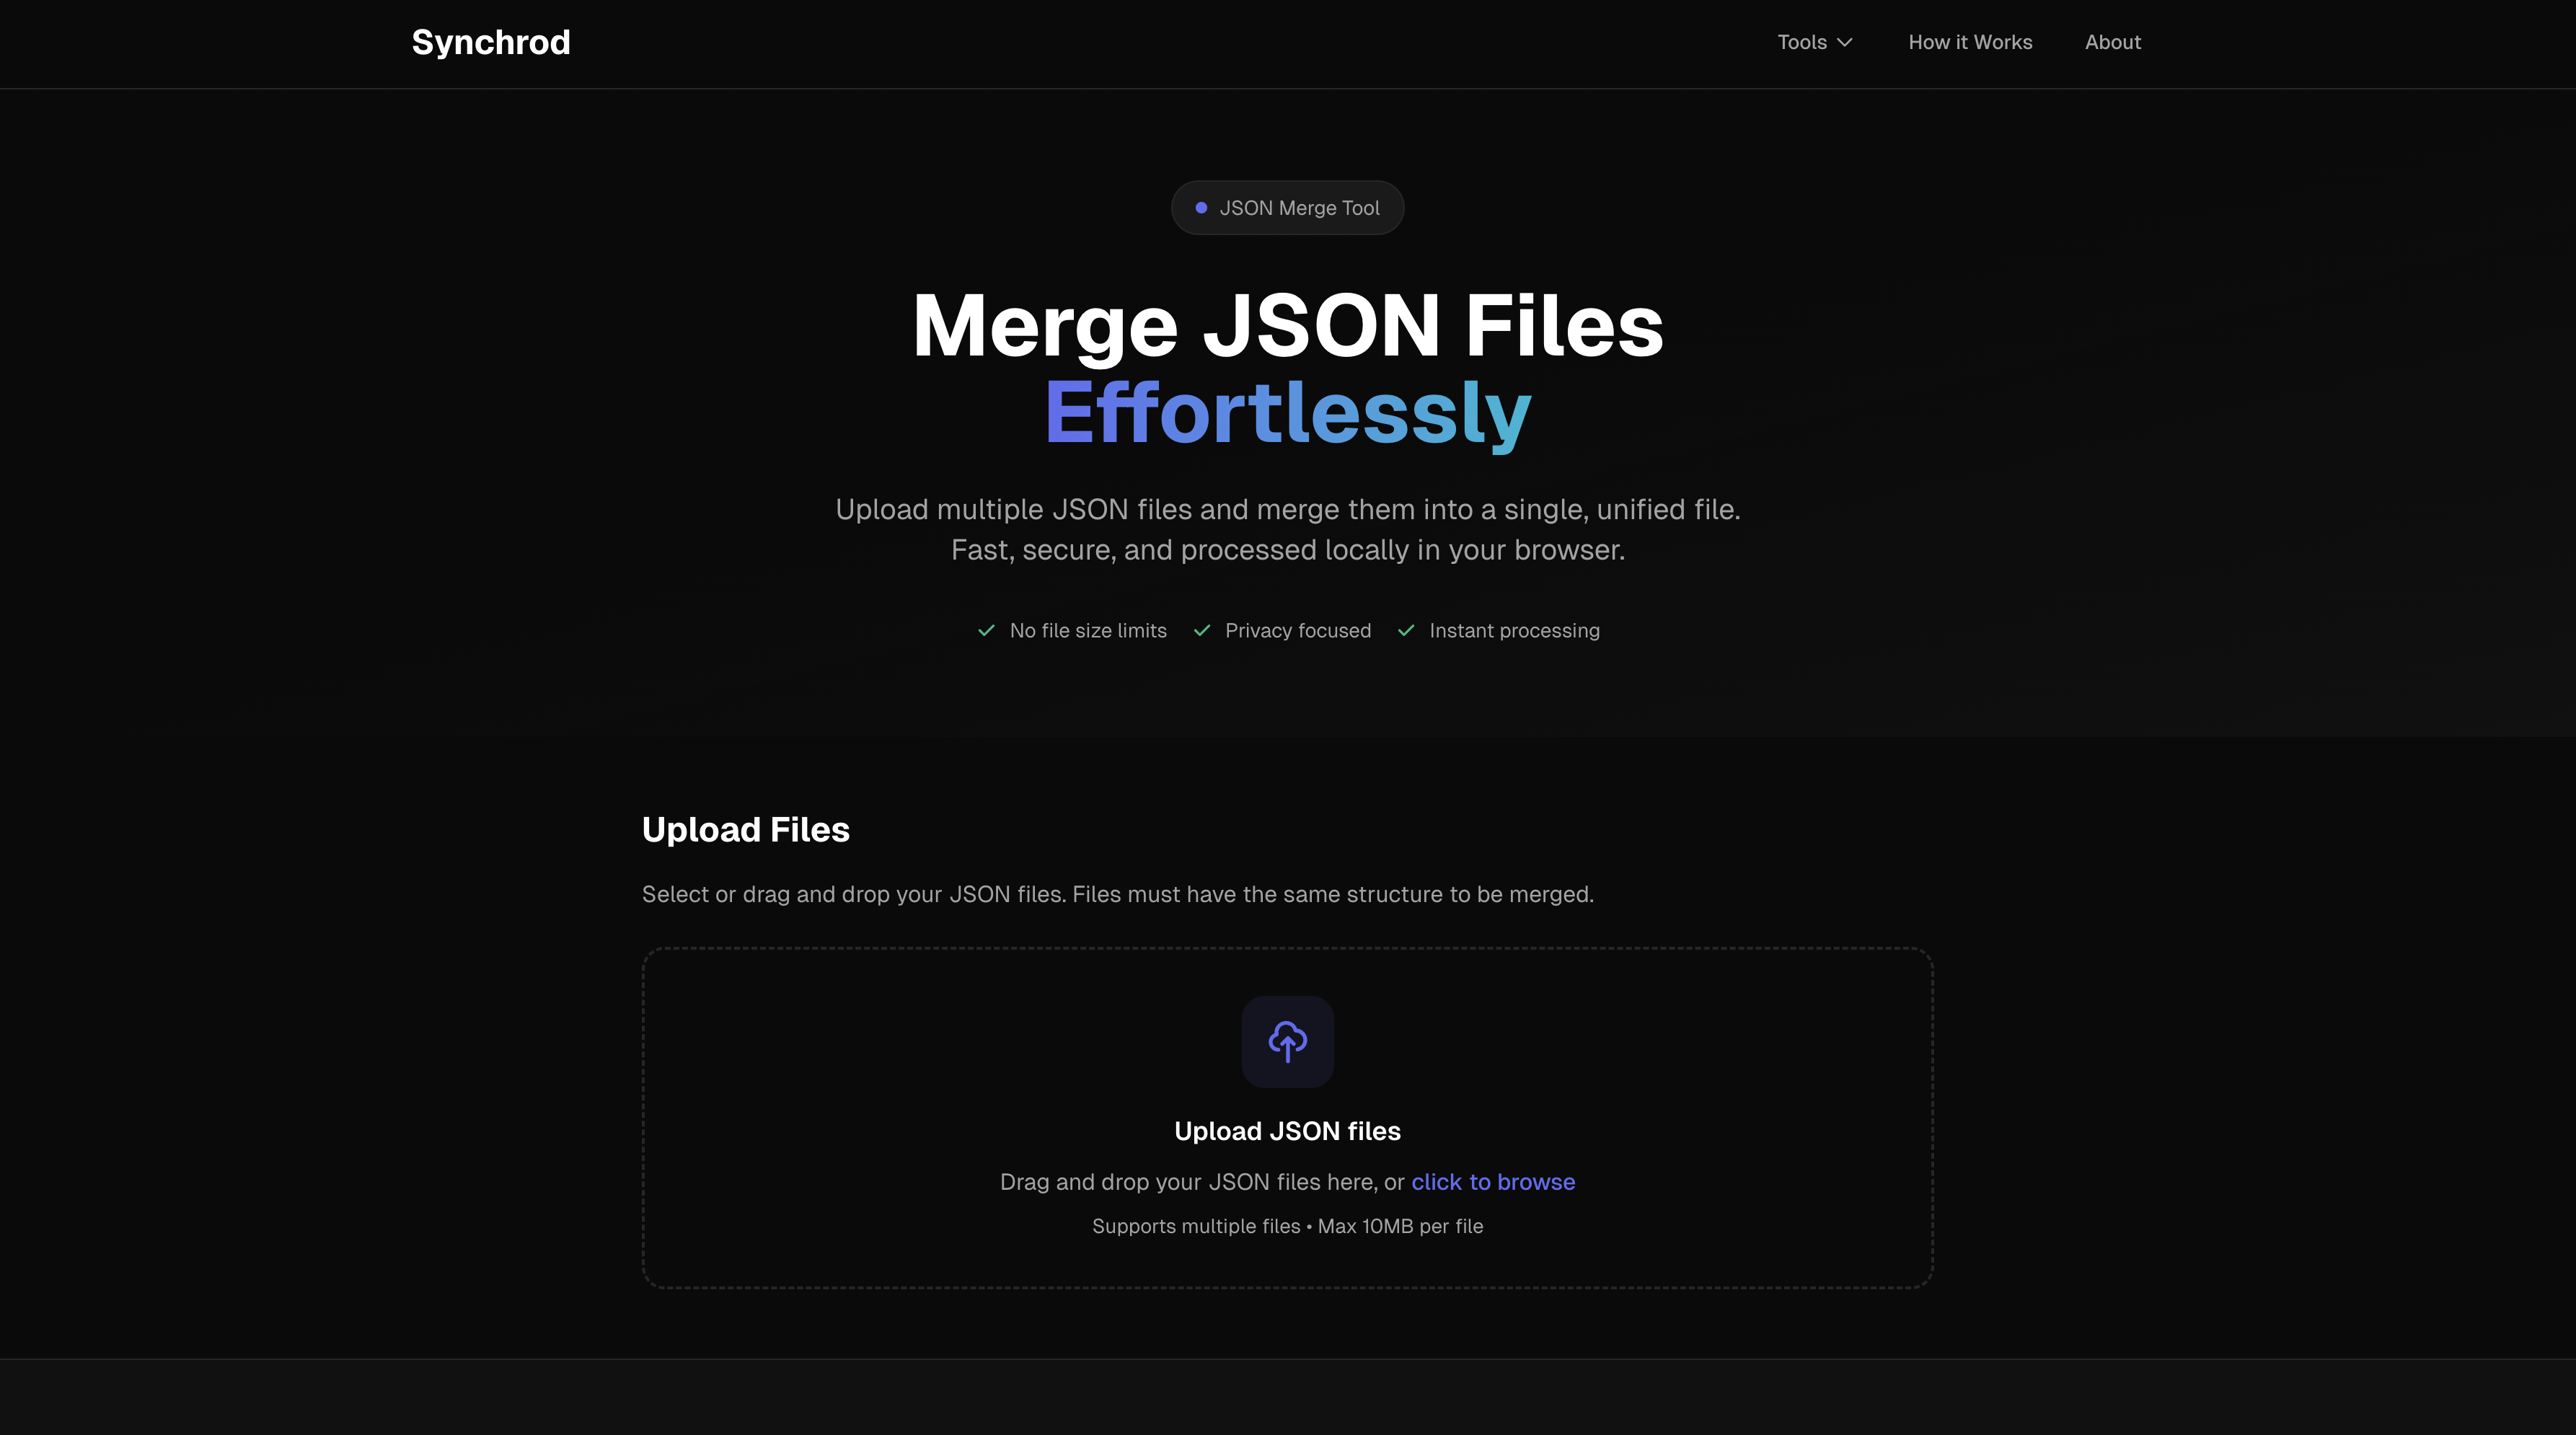 Synchrod
Tools
How it Works
About
JSON Merge Tool
Merge JSON Files
Effortlessly
Upload multiple JSON files and merge them into a single, unified file.
Fast, secure, and processed locally in your browser.
No file size limits
Privacy focused
Instant processing
Upload Files
Select or drag and drop your JSON files. Files must have the same structure to be merged.
Upload JSON files
Drag and drop your JSON files here, or click to browse
Supports multiple files • Max 10MB per file